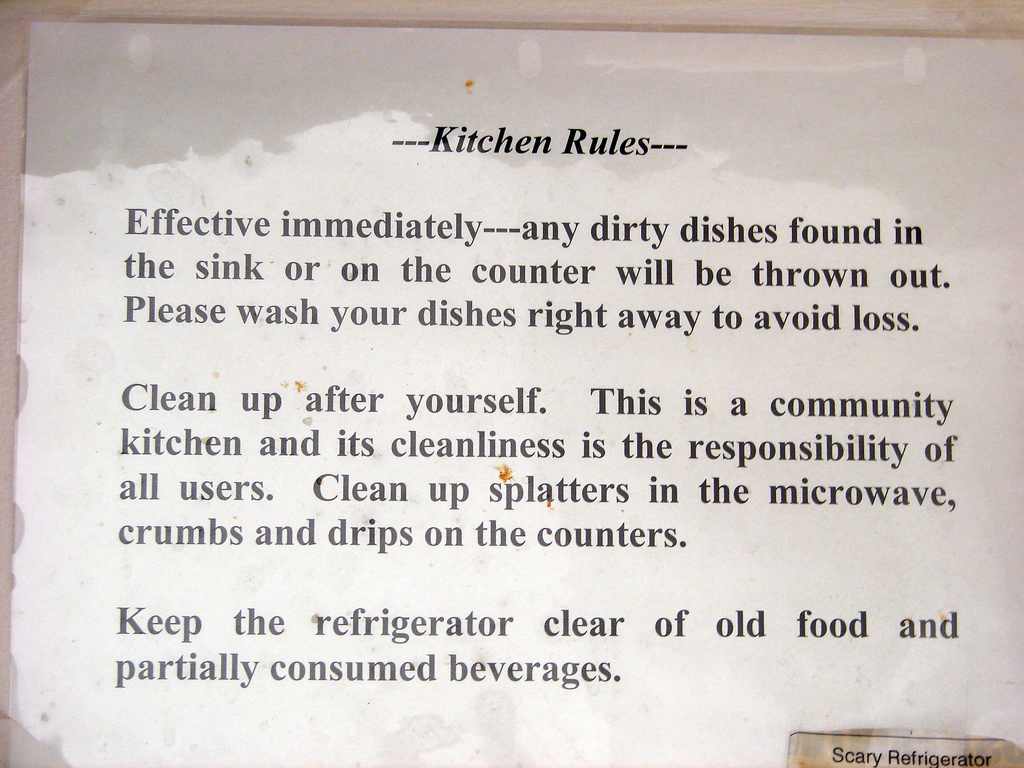 ---Kitchen Rules---
Effective immediately---any dirty dishes found in
the sink or on the counter will be thrown out.
Please wash your dishes right away to avoid loss.
Clean up after yourself. This is a community
kitchen and its cleanliness is the responsibility of
all users. Clean up splatters in the microwave,
crumbs and drips on the counters.
Keep the refrigerator clear of old food and
partially consumed beverages.
Scary Refrigerator